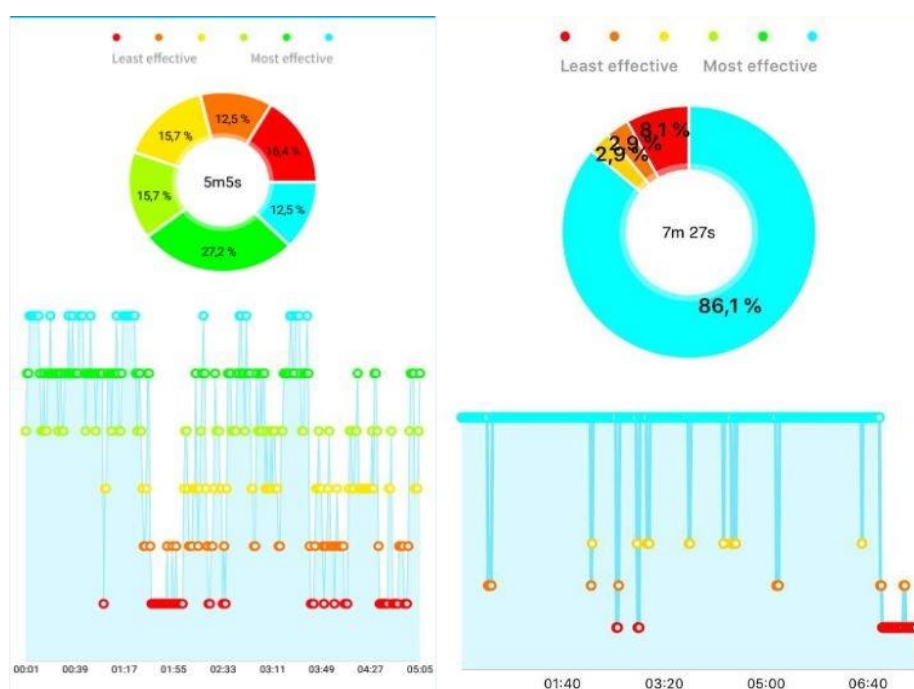 Least effective Most effective
12,5 %
15,7 %
16,4 %
5m5s
15,7 %
12,5 %
27,2 %
00:01 00:39 01:17 01:55 02:33 03:11 03:49 04:27 05:05
Least effective Most effective
8,1 %
2,9 %
2,9 %
7m 27s
86,1 %
01:40 03:20 05:00 06:40